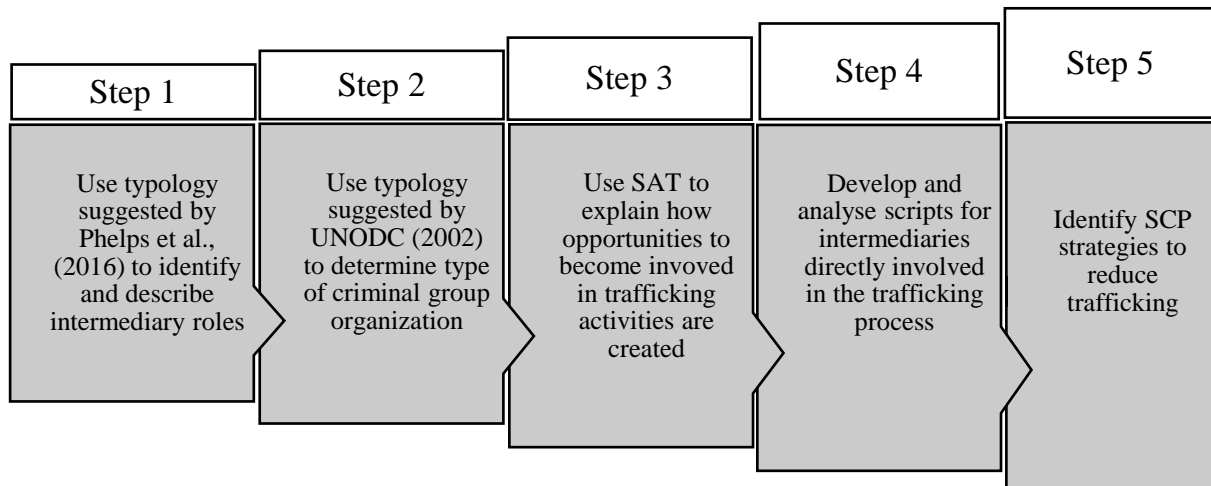 Step 1
Use typology
suggested by
Phelps et al.,
(2016) to identify
and describe
intermediary roles
Step 2
Use typology
suggested by
UNODC (2002)
to determine type
of criminal group
organization
Step 3
Use SAT to
explain how
opportunities to
become invoved
in trafficking
activities are
created
Step 4
Develop and
analyse scripts for
intermediaries
directly involved
in the trafficking
process
Step 5
Identify SCP
strategies to
reduce
trafficking